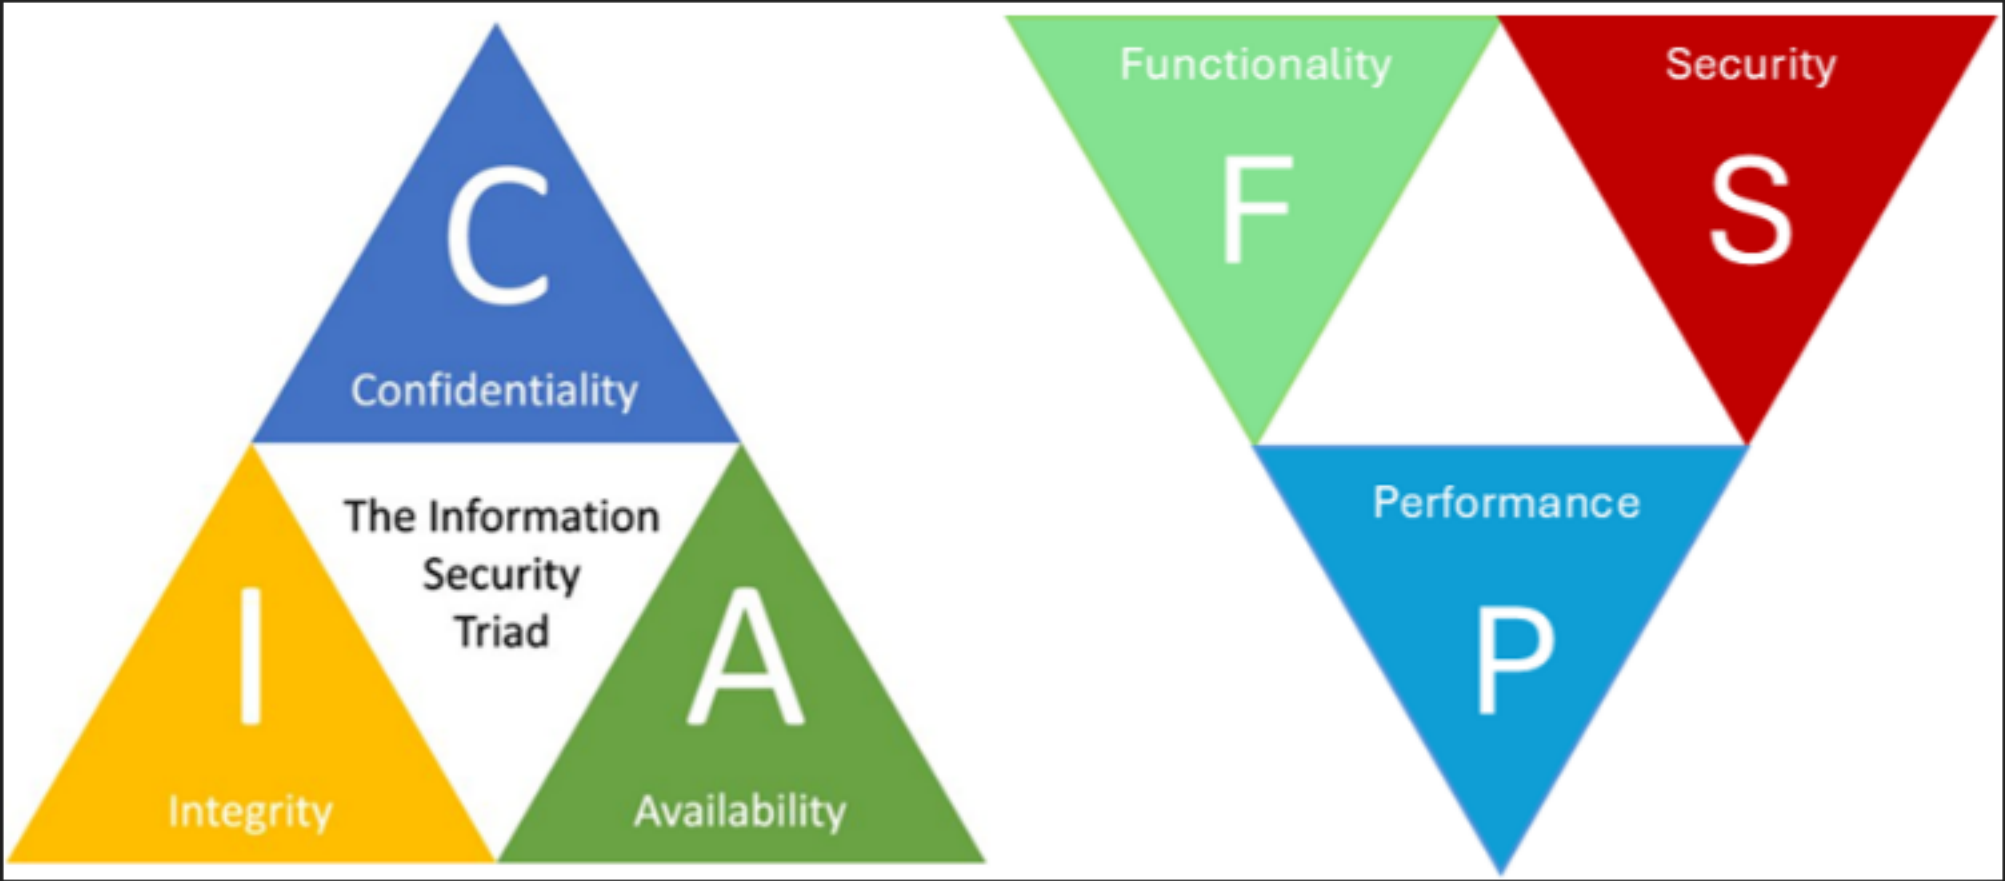 C
Confidentiality
The Information
Security
Triad
I
Integrity
A
Availability
Functionality
F
Security
S
Performance
P